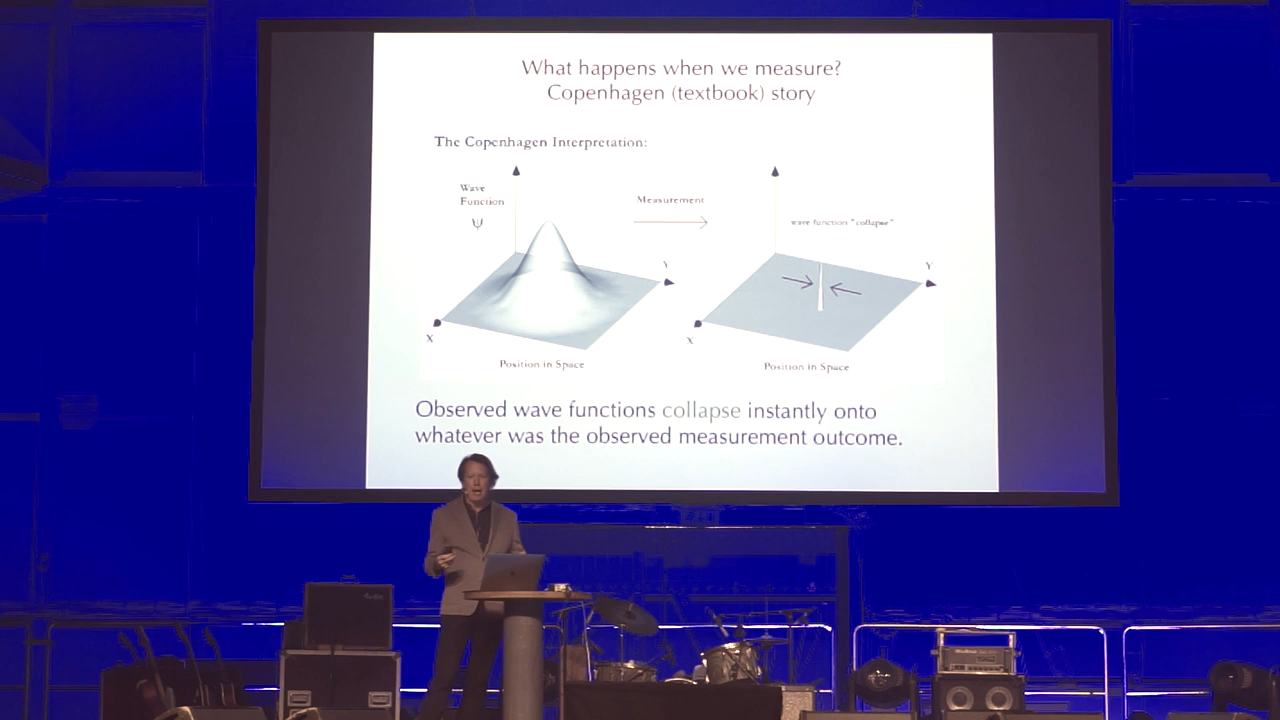 What happens when we measure?
Copenhagen (textbook) story
The Copenhagen Interpretation:
Wave
Function
Ψ
Measurement
wave function "collapse"
Y
X
Position in Space
Y
X
Position in Space
Observed wave functions collapse instantly onto
whatever was the observed measurement outcome.